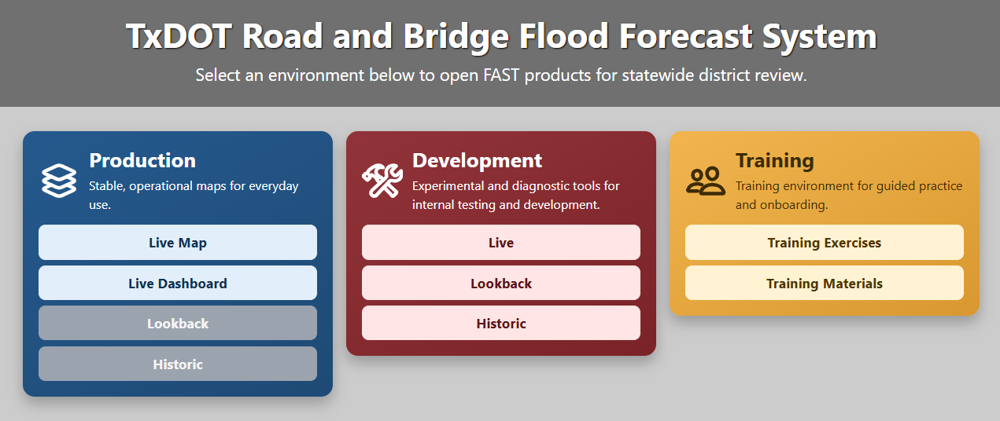 TxDOT Road and Bridge Flood Forecast System
Select an environment below to open FAST products for statewide district review.
Production
Stable, operational maps for everyday
use.
Live Map
Live Dashboard
Lookback
Historic
Development
Experimental and diagnostic tools for
internal testing and development.
Live
Lookback
Historic
Training
Training environment for guided practice
and onboarding.
Training Exercises
Training Materials